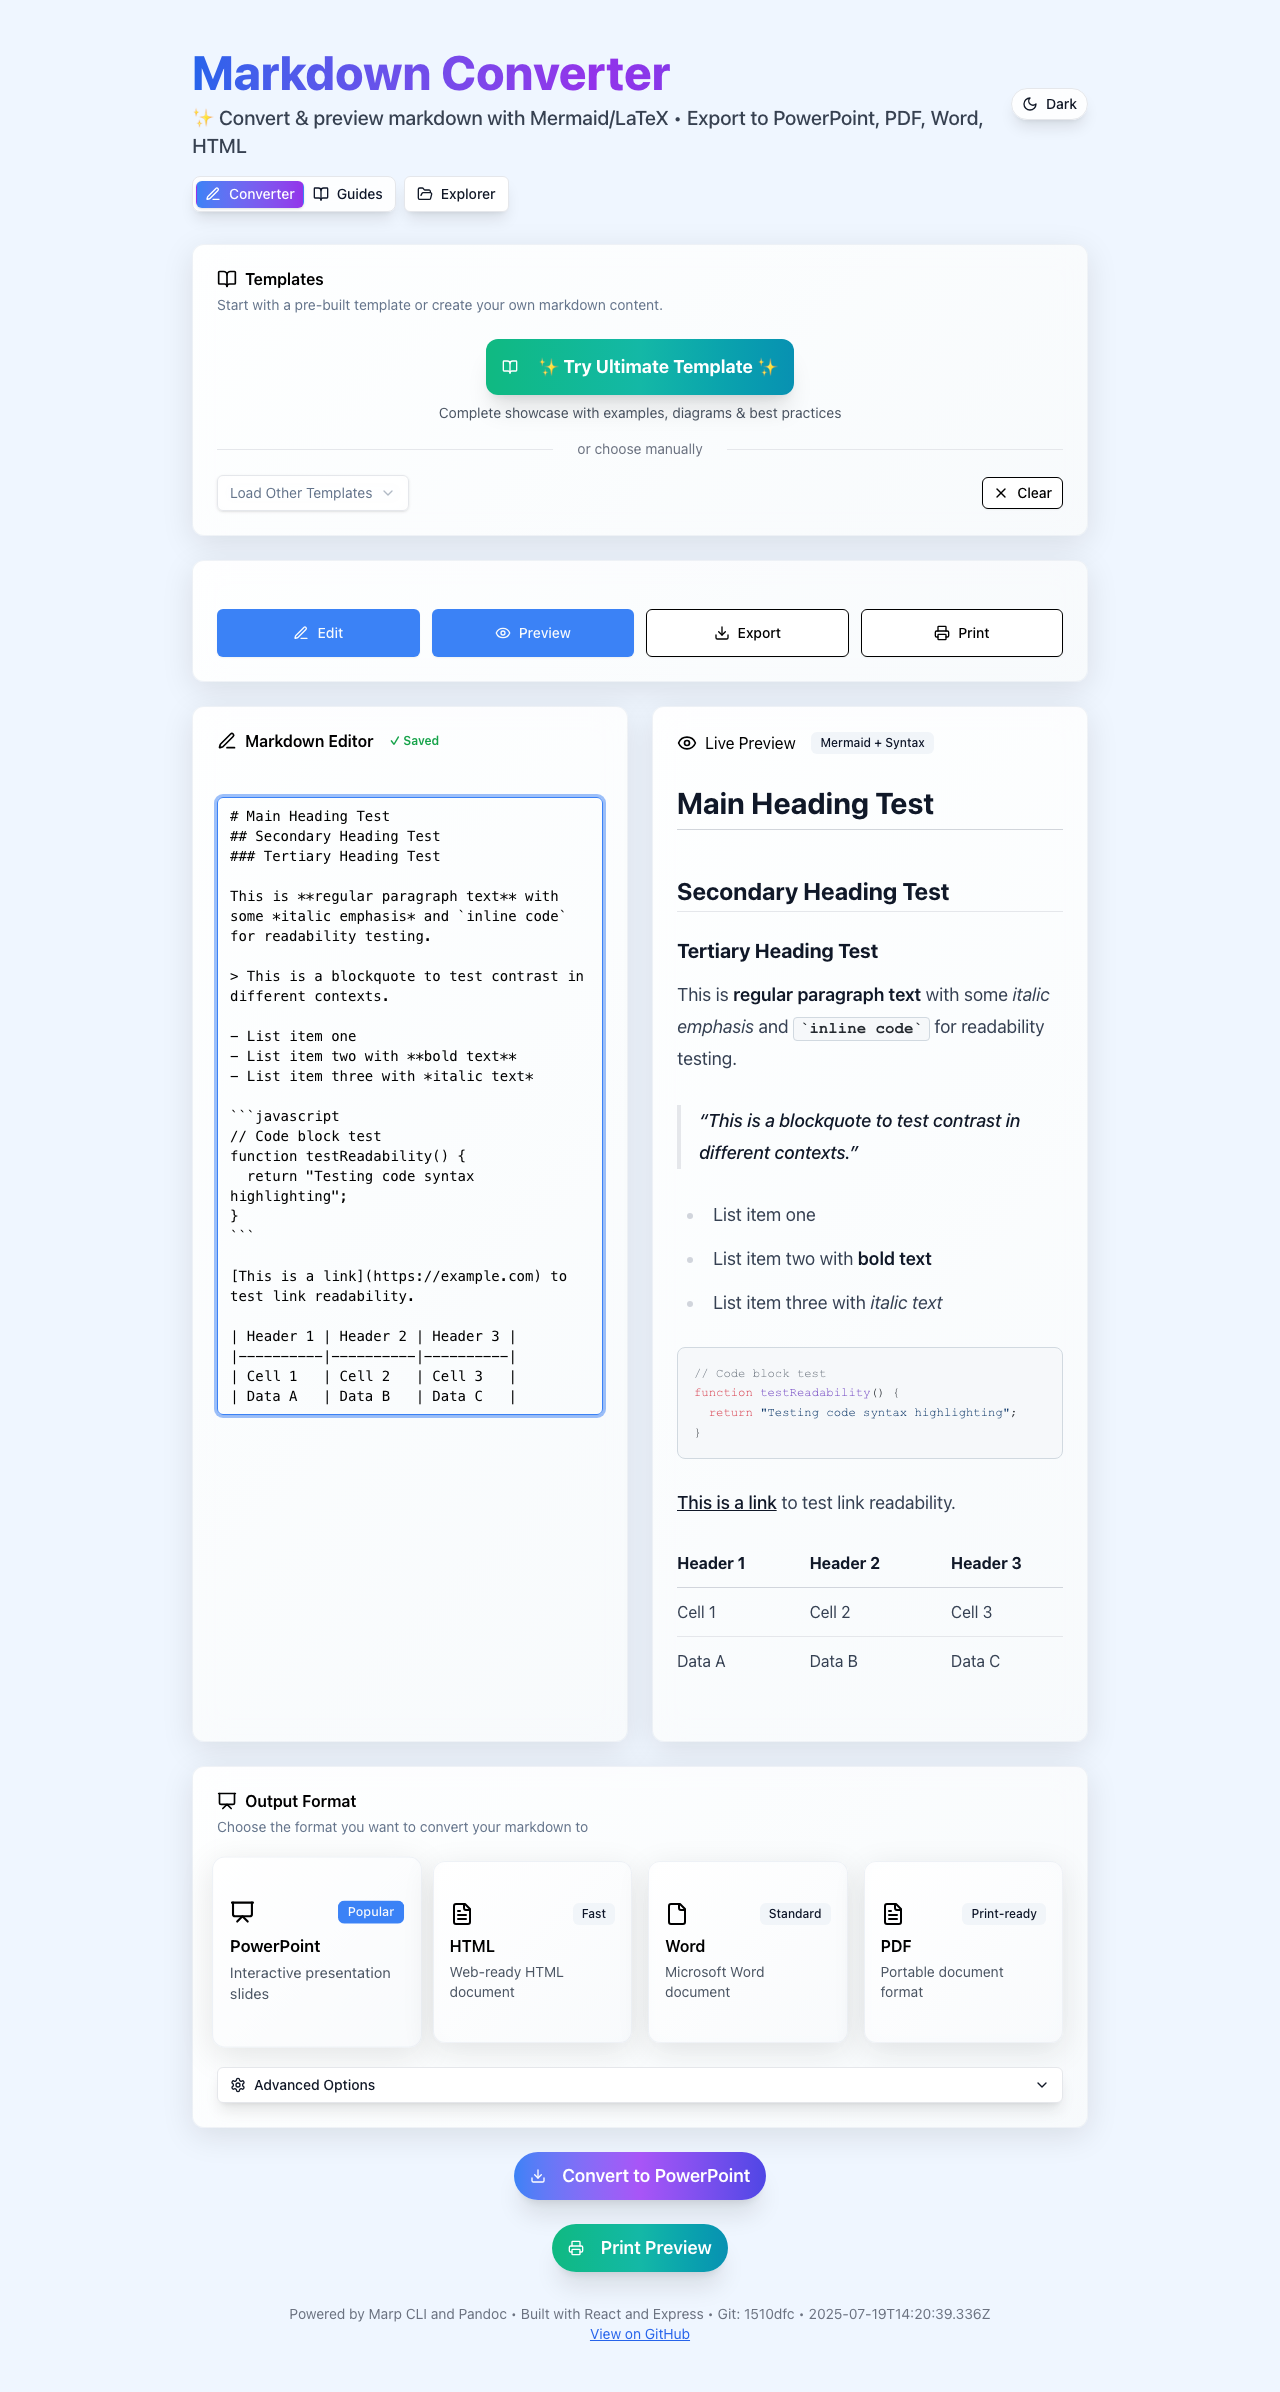 Markdown Converter
✨ Convert & preview markdown with Mermaid/LaTeX • Export to PowerPoint, PDF, Word,
HTML
Dark
Converter Guides Explorer
Templates
Start with a pre-built template or create your own markdown content.
✨ Try Ultimate Template ✨
Complete showcase with examples, diagrams & best practices
or choose manually
Load Other Templates
Clear
Edit Preview Export Print
Markdown Editor ✓ Saved
# Main Heading Test
## Secondary Heading Test
### Tertiary Heading Test
This is **regular paragraph text** with
some *italic emphasis* and `inline code`
for readability testing.
> This is a blockquote to test contrast in
different contexts.
- List item one
- List item two with **bold text**
- List item three with *italic text*
```javascript
// Code block test
function testReadability() {
  return "Testing code syntax
highlighting";
}
```
[This is a link](https://example.com) to
test link readability.
| Header 1 | Header 2 | Header 3 |
|----------|----------|----------|
| Cell 1   | Cell 2   | Cell 3   |
| Data A   | Data B   | Data C   |
Live Preview Mermaid + Syntax
Main Heading Test
Secondary Heading Test
Tertiary Heading Test
This is regular paragraph text with some italic
emphasis and `inline code` for readability
testing.
“This is a blockquote to test contrast in
different contexts.”
• List item one
• List item two with bold text
• List item three with italic text
// Code block test
function testReadability() {
  return "Testing code syntax highlighting";
}
This is a link to test link readability.
Header 1 Header 2 Header 3
Cell 1 Cell 2 Cell 3
Data A Data B Data C
Output Format
Choose the format you want to convert your markdown to
Popular
PowerPoint
Interactive presentation
slides
Fast
HTML
Web-ready HTML
document
Standard
Word
Microsoft Word
document
Print-ready
PDF
Portable document
format
Advanced Options
Convert to PowerPoint
Print Preview
Powered by Marp CLI and Pandoc • Built with React and Express • Git: 1510dfc • 2025-07-19T14:20:39.336Z
View on GitHub